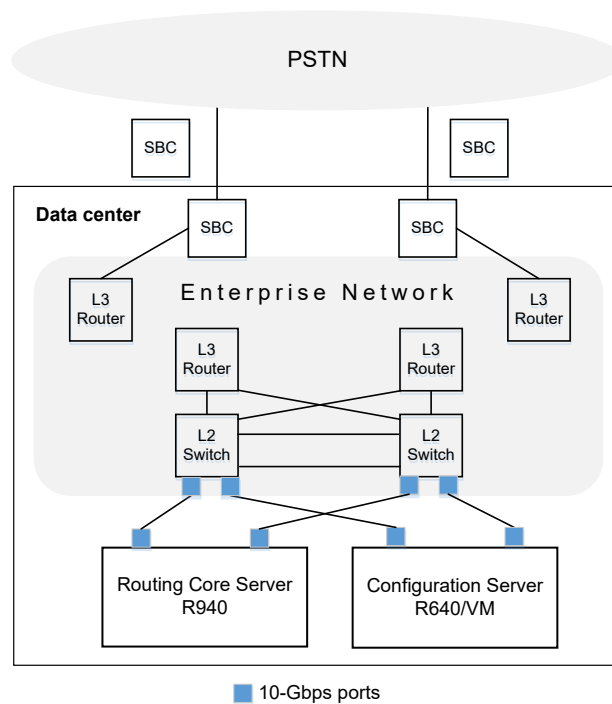 PSTN
SBC
SBC
Data center
SBC
SBC
Enterprise Network
L3
Router
L3
Router
L3
Router
L3
Router
L2
Switch
L2
Switch
Routing Core Server
R940
Configuration Server
R640/VM
10-Gbps ports